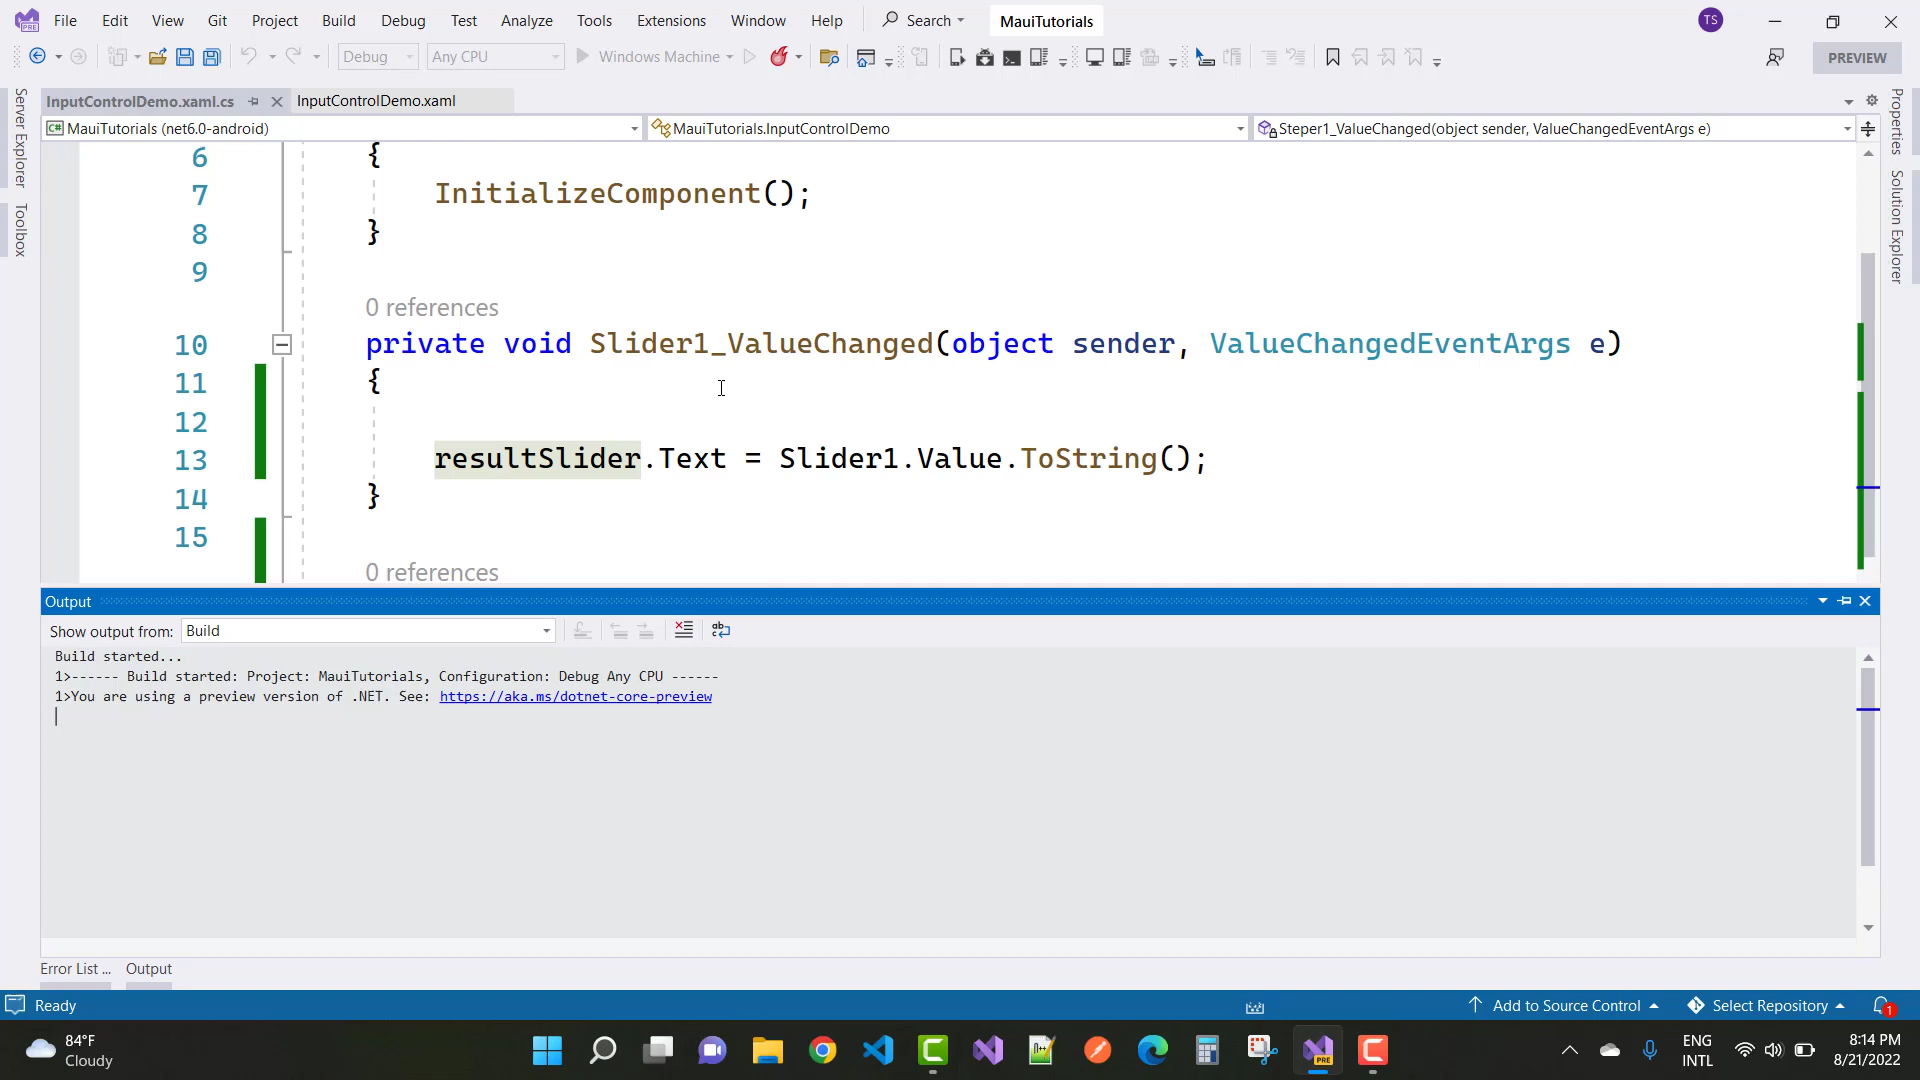 File Edit View Git Project Build Debug Test Analyze Tools Extensions Window Help Search MauiTutorials TS
Debug Any CPU Windows Machine PREVIEW
Server Explorer
Toolbox
InputControlDemo.xaml.cs InputControlDemo.xaml
MauiTutorials (net6.0-android) MauiTutorials.InputControlDemo Steper1_ValueChanged(object sender, ValueChangedEventArgs e)
6 {
7 InitializeComponent();
8 }
9
0 references
10 private void Slider1_ValueChanged(object sender, ValueChangedEventArgs e)
11 {
12
13 resultSlider.Text = Slider1.Value.ToString();
14 }
15
0 references
Properties
Solution Explorer
Output
Show output from: Build
Build started...
1>------ Build started: Project: MauiTutorials, Configuration: Debug Any CPU ------
1>You are using a preview version of .NET. See: https://aka.ms/dotnet-core-preview
Error List ... Output
Ready Add to Source Control Select Repository 1
84°F
Cloudy
PRE
ENG
INTL
8:14 PM
8/21/2022